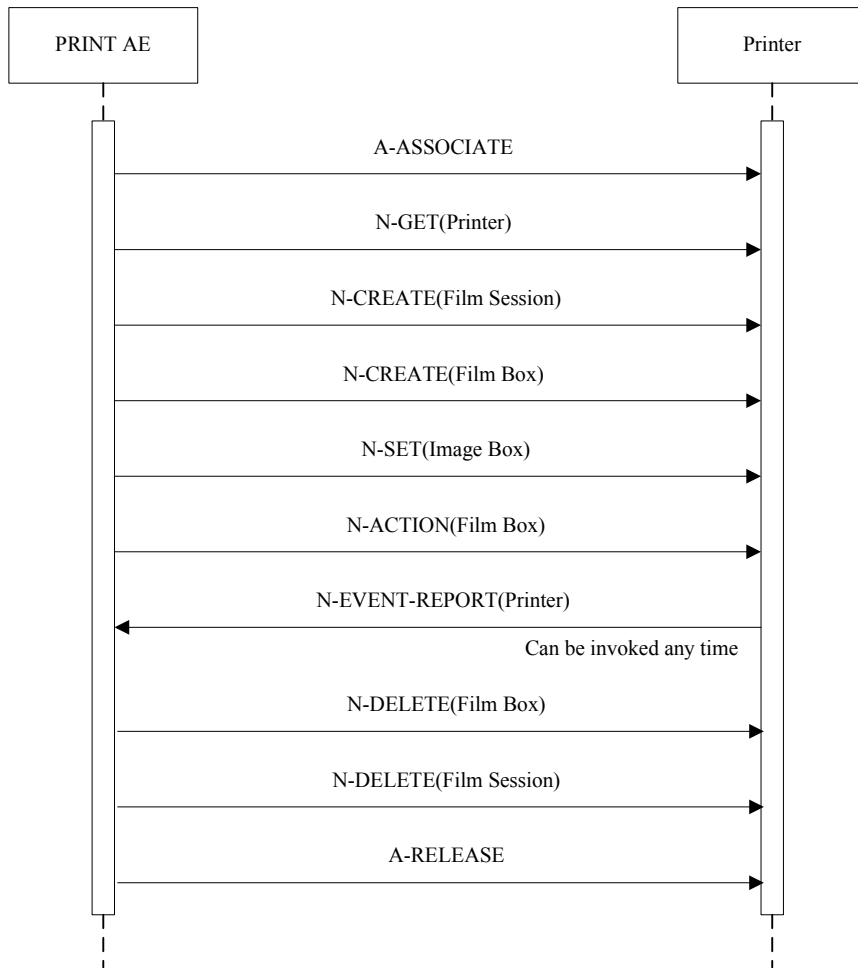 PRINT AE
Printer
A-ASSOCIATE
N-GET(Printer)
N-CREATE(Film Session)
N-CREATE(Film Box)
N-SET(Image Box)
N-ACTION(Film Box)
N-EVENT-REPORT(Printer)
Can be invoked any time
N-DELETE(Film Box)
N-DELETE(Film Session)
A-RELEASE